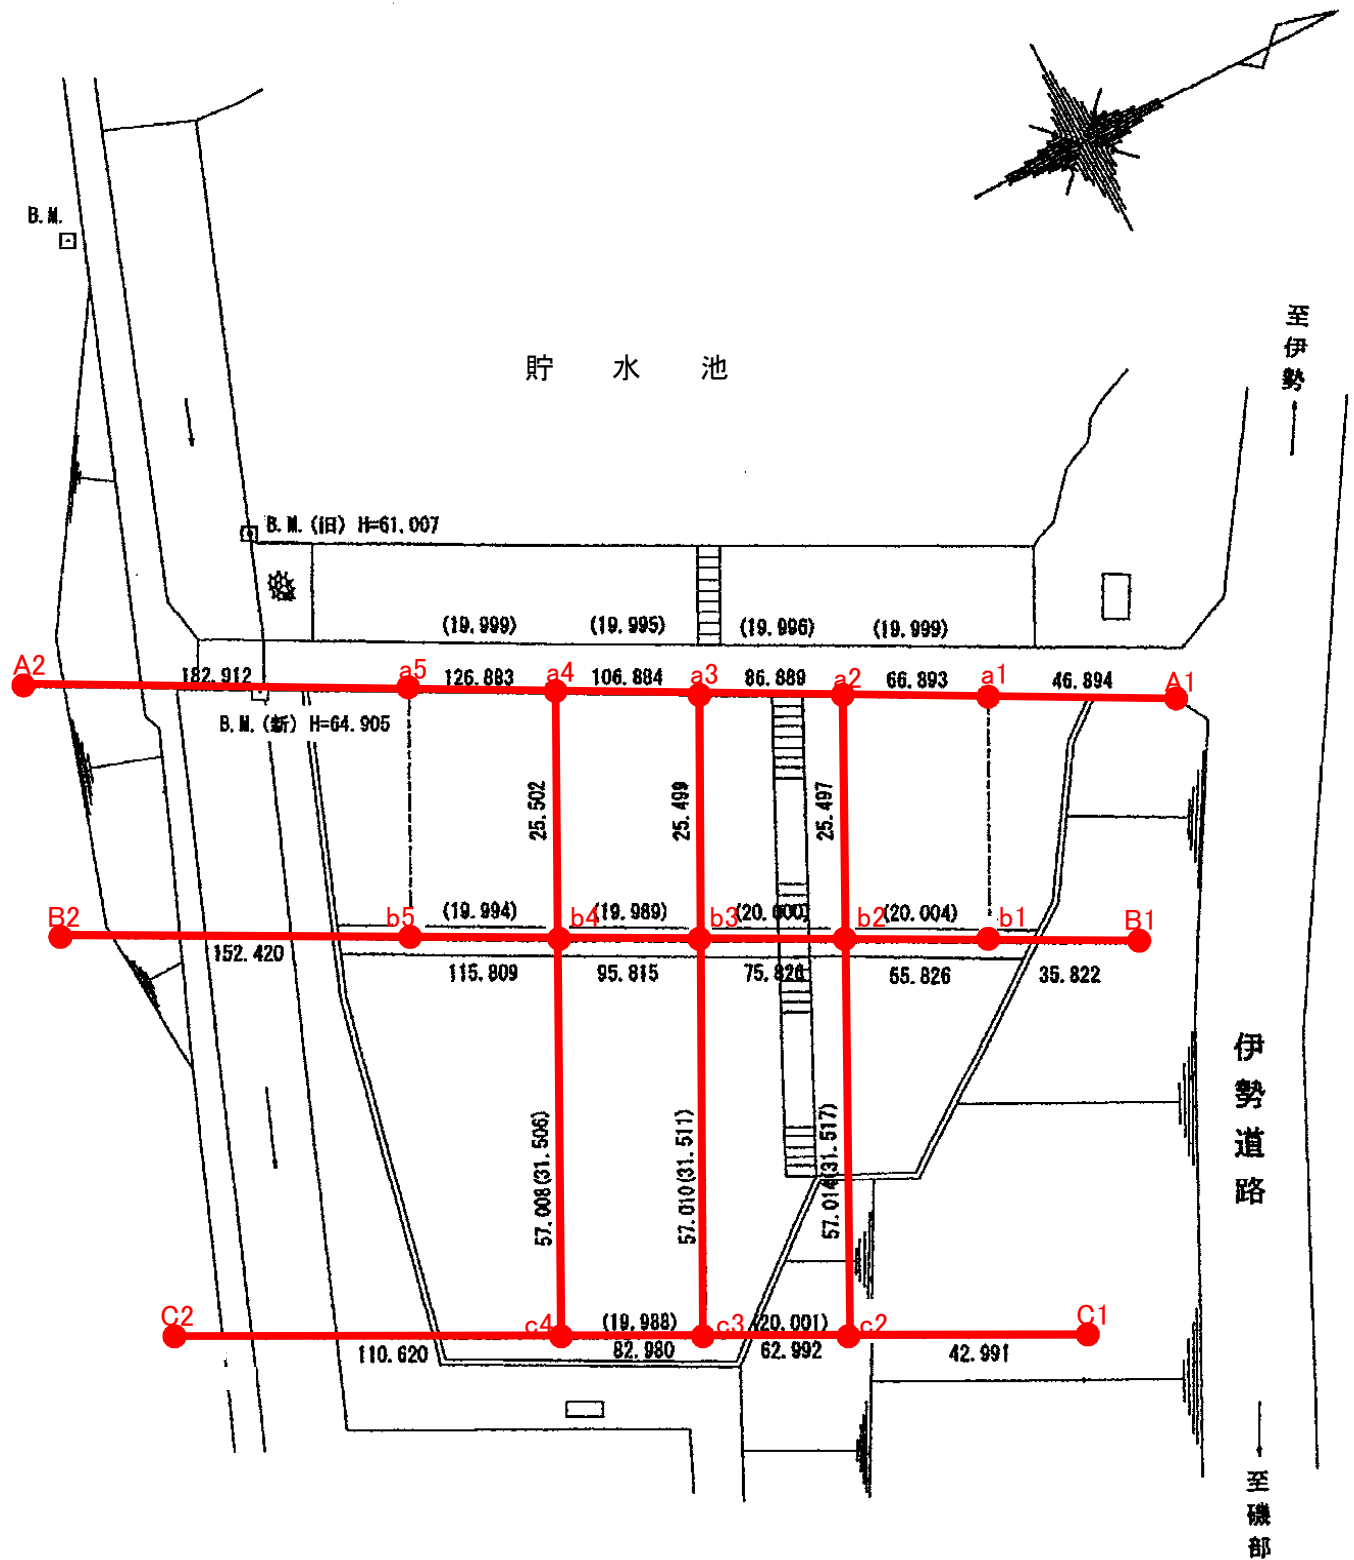 B.M.
至伊勢
貯 水 池
B.M.(旧) H=61.007
(19.999) (19.995) (19.996) (19.999)
A2 182.912 a5 126.883 a4 106.884 a3 86.889 a2 66.893 a1 46.894 A1
B.M.(新) H=64.905
25.502 25.499 25.497
(19.994) (19.989) (20.000) (20.004)
B2 b5 b4 b3 b2 b1 B1
152.420 115.809 95.815 75.826 55.826 35.822
伊勢道路
57.008(31.506) 57.010(31.511) 57.014(31.517)
(19.988) (20.001)
C2 c4 c3 c2 C1
110.620 82.980 62.992 42.991
至磯部